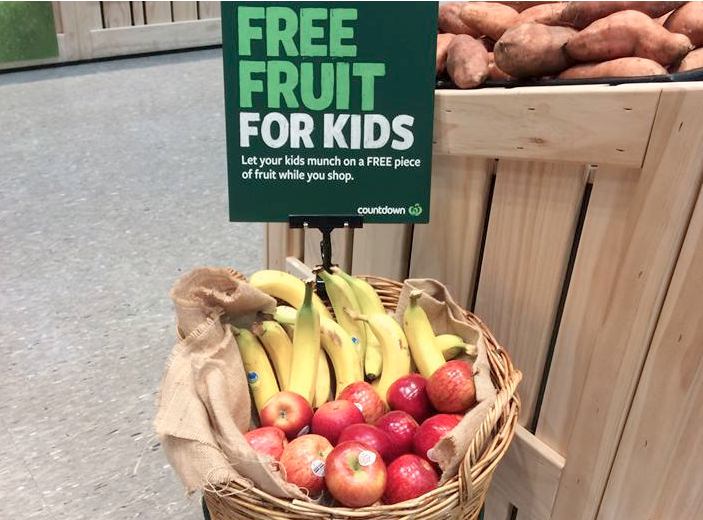 FREE
FRUIT
FOR KIDS
Let your kids munch on a FREE piece
of fruit while you shop.
countdown